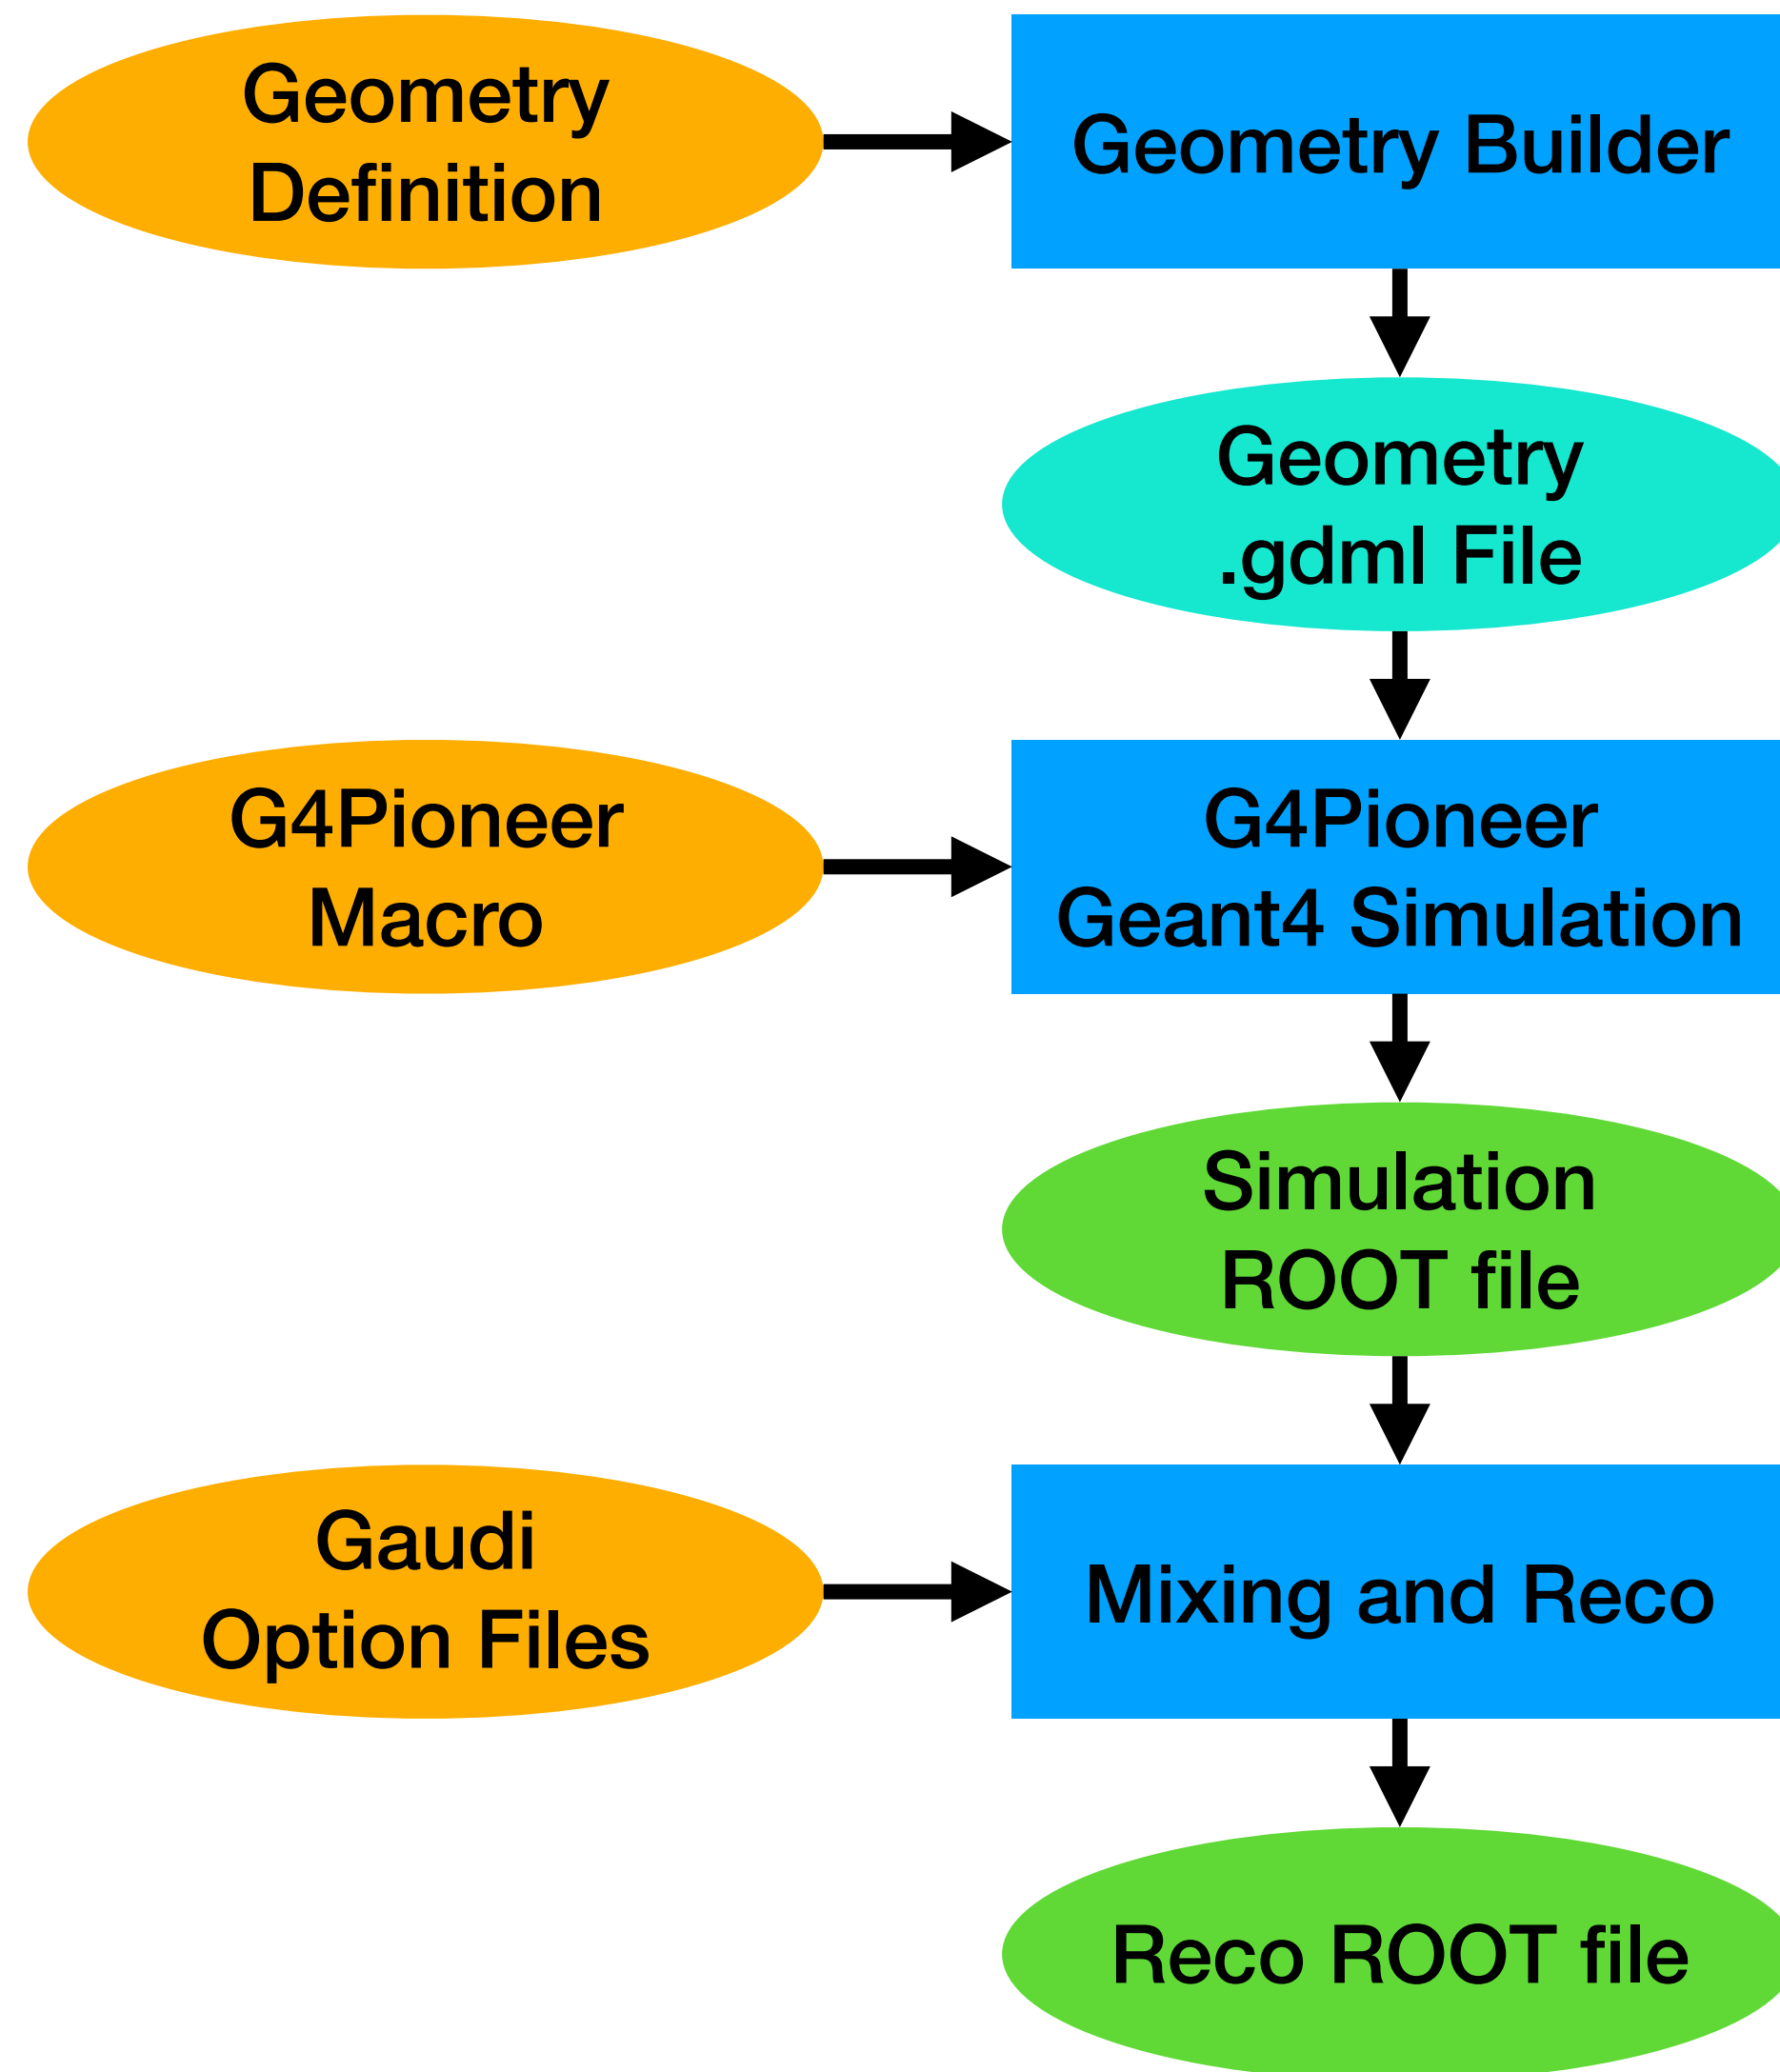 Geometry
Definition
Geometry Builder
Geometry
.gdml File
G4Pioneer
Macro
G4Pioneer
Geant4 Simulation
Simulation
ROOT file
Gaudi
Option Files
Mixing and Reco
Reco ROOT file